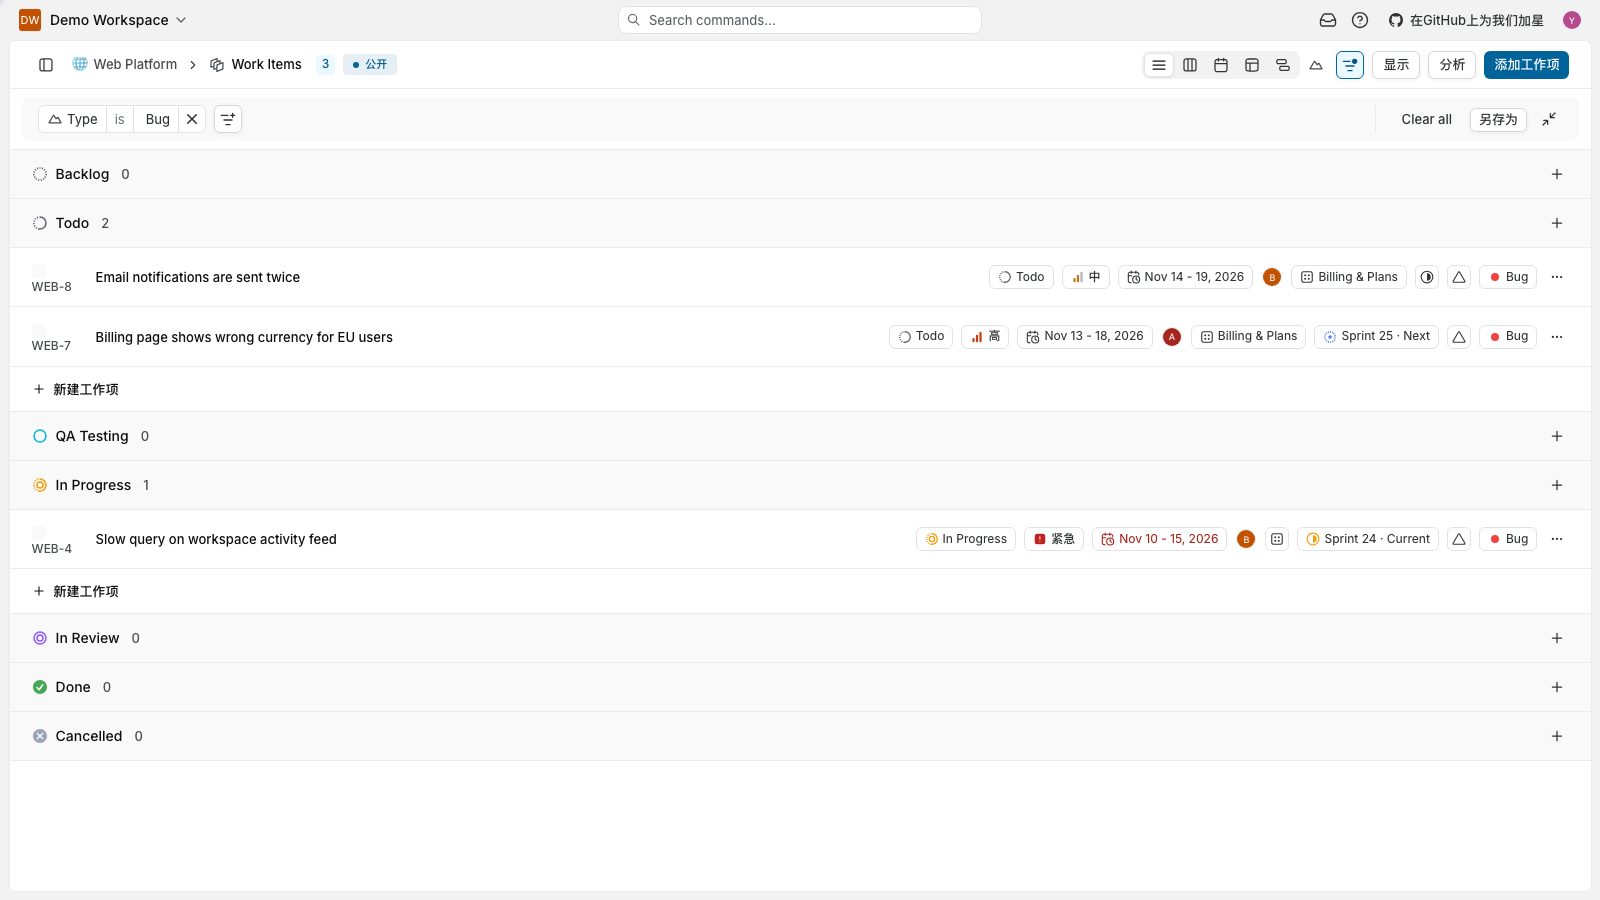 DW Demo Workspace
Search commands...
在GitHub上为我们加星
Y
Web Platform
Work Items
3
公开
显示
分析
添加工作项
Type is Bug
Clear all
另存为
Backlog 0
Todo 2
WEB-8 Email notifications are sent twice Todo 中 Nov 14 - 19, 2026 B Billing & Plans Bug
WEB-7 Billing page shows wrong currency for EU users Todo 高 Nov 13 - 18, 2026 A Billing & Plans Sprint 25 · Next Bug
新建工作项
QA Testing 0
In Progress 1
WEB-4 Slow query on workspace activity feed In Progress 紧急 Nov 10 - 15, 2026 B Sprint 24 · Current Bug
新建工作项
In Review 0
Done 0
Cancelled 0